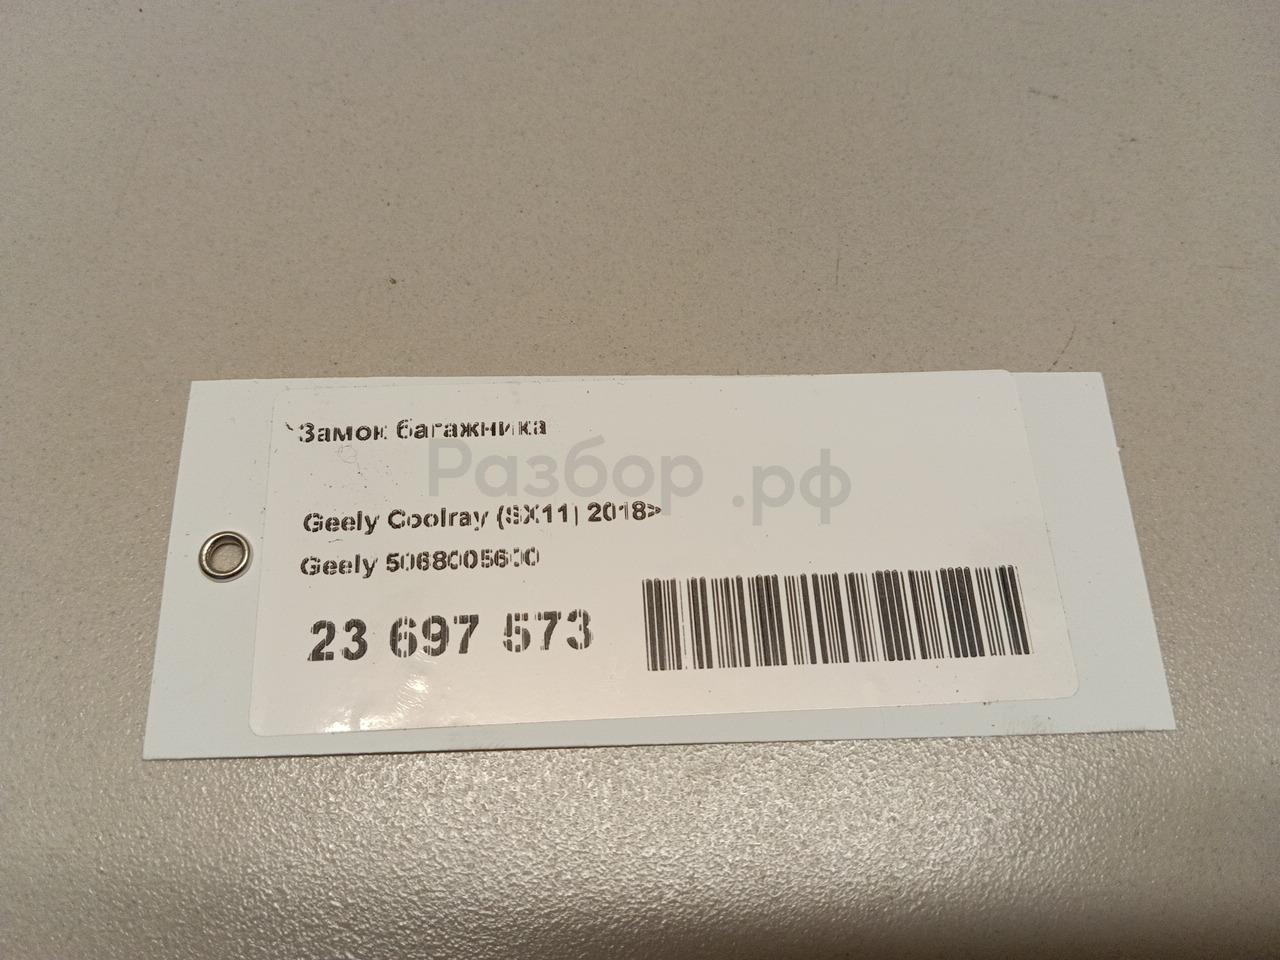 Замок багажника
Разбор.рф
Geely Coolray (SX11) 2018>
Geely 5068005600
23 697 573